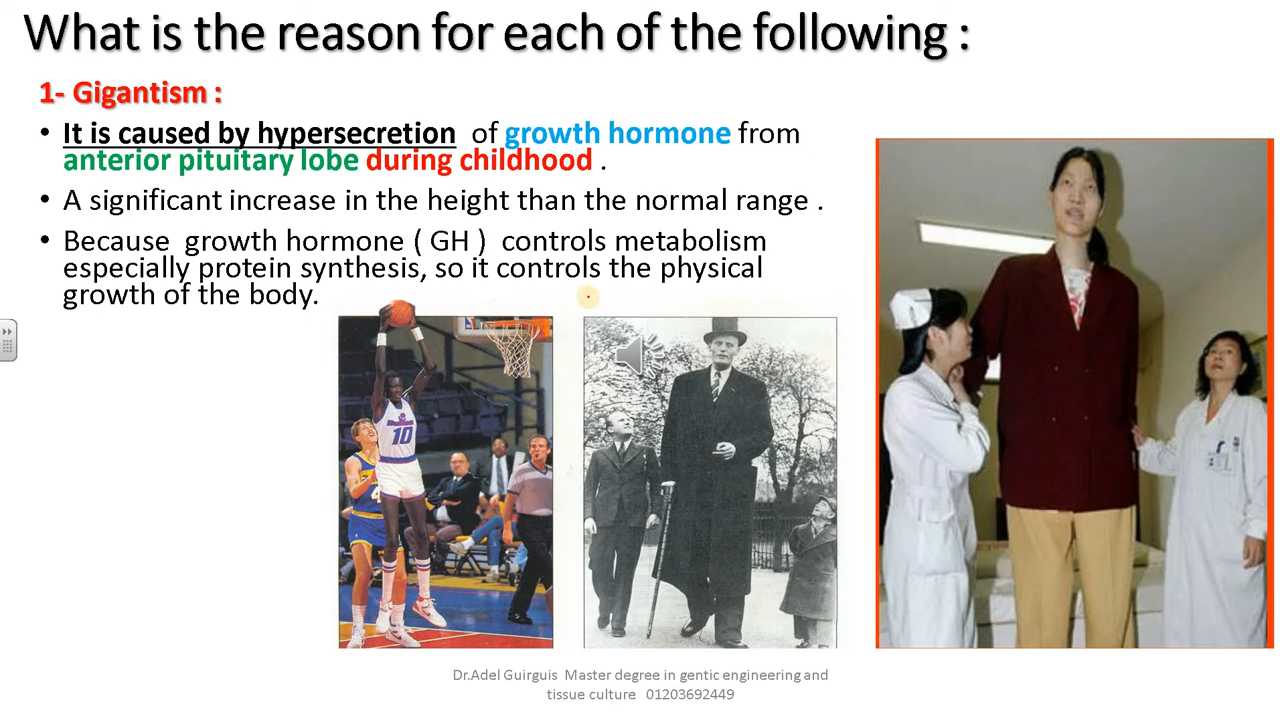 What is the reason for each of the following :
1- Gigantism :
• It is caused by hypersecretion of growth hormone from
anterior pituitary lobe during childhood .
• A significant increase in the height than the normal range .
• Because growth hormone ( GH ) controls metabolism
especially protein synthesis, so it controls the physical
growth of the body.
10
Dr.Adel Guirguis Master degree in gentic engineering and
tissue culture 01203692449